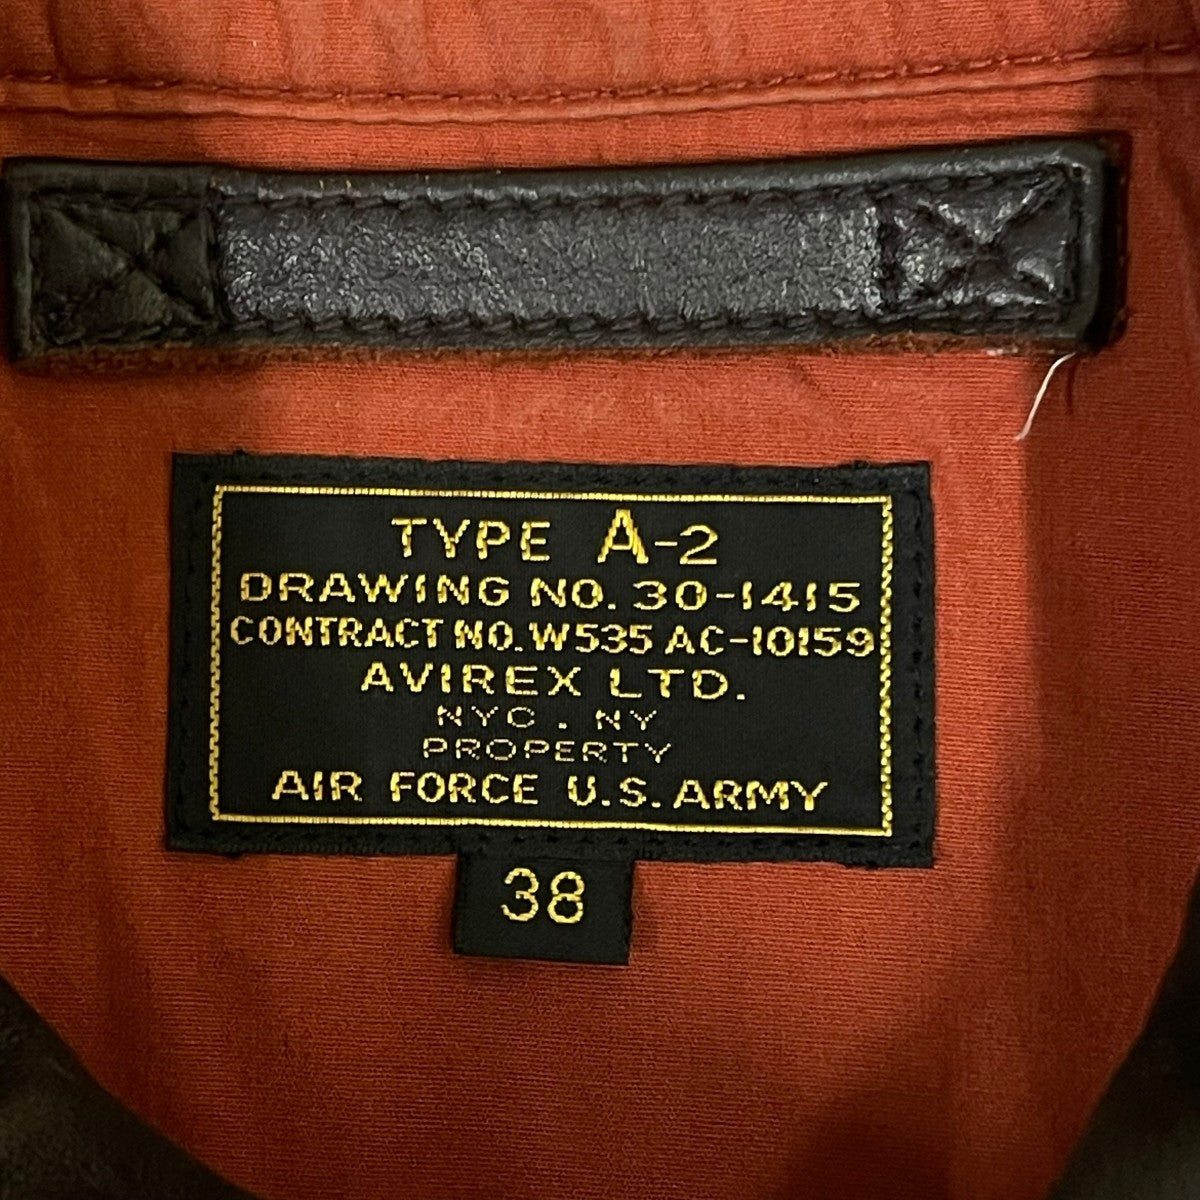 TYPE A-2
DRAWING NO. 30-1415
CONTRACT NO. W535 AC-10159
AVIREX LTD.
NYC . NY
PROPERTY
AIR FORCE U.S. ARMY
38